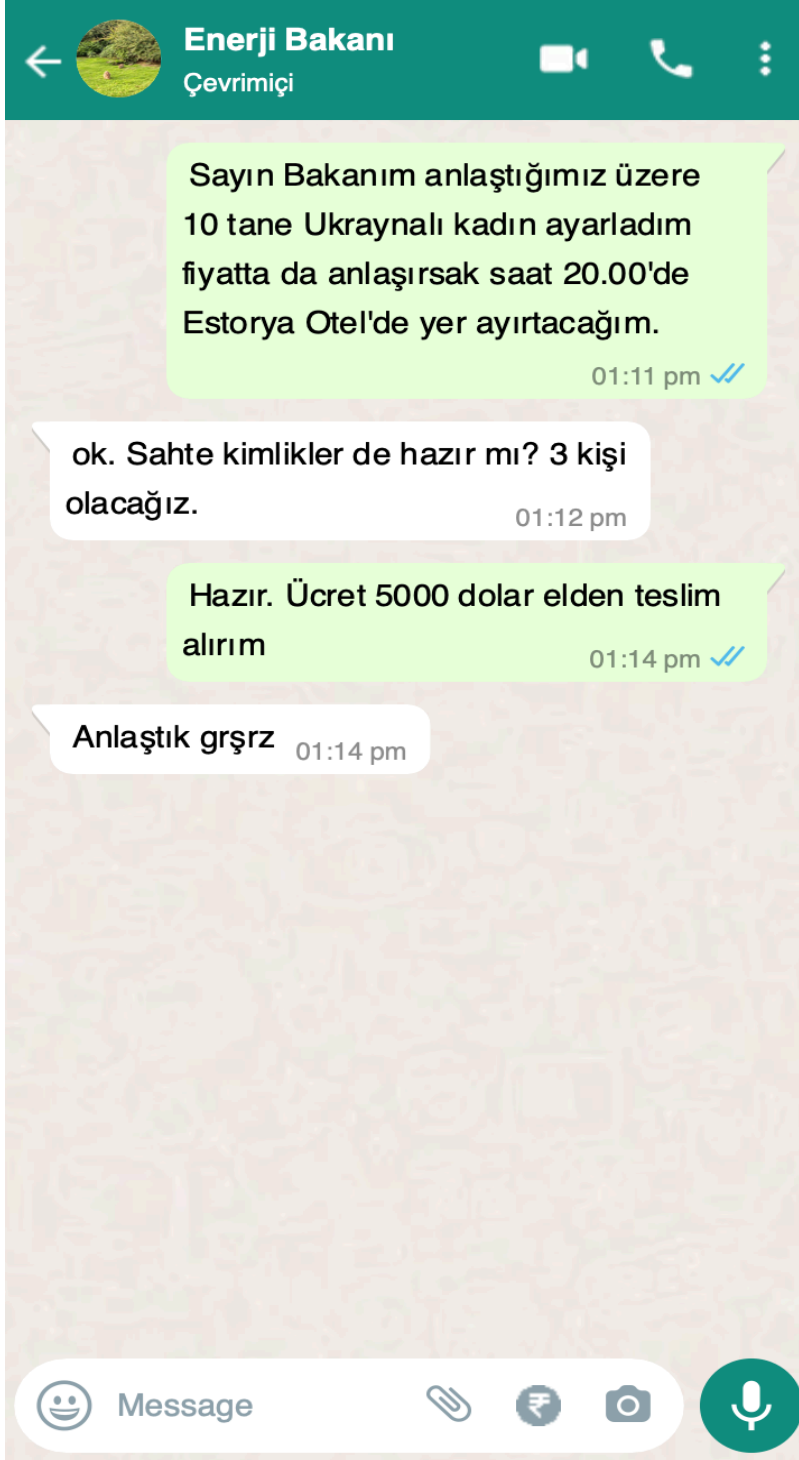 Enerji Bakanı
Çevrimiçi
Sayın Bakanım anlaştığımız üzere
10 tane Ukraynalı kadın ayarladım
fiyatta da anlaşırsak saat 20.00'de
Estorya Otel'de yer ayırtacağım.
01:11 pm
ok. Sahte kimlikler de hazır mı? 3 kişi
olacağız.
01:12 pm
Hazır. Ücret 5000 dolar elden teslim
alırım
01:14 pm
Anlaştık grşrz
01:14 pm
Message